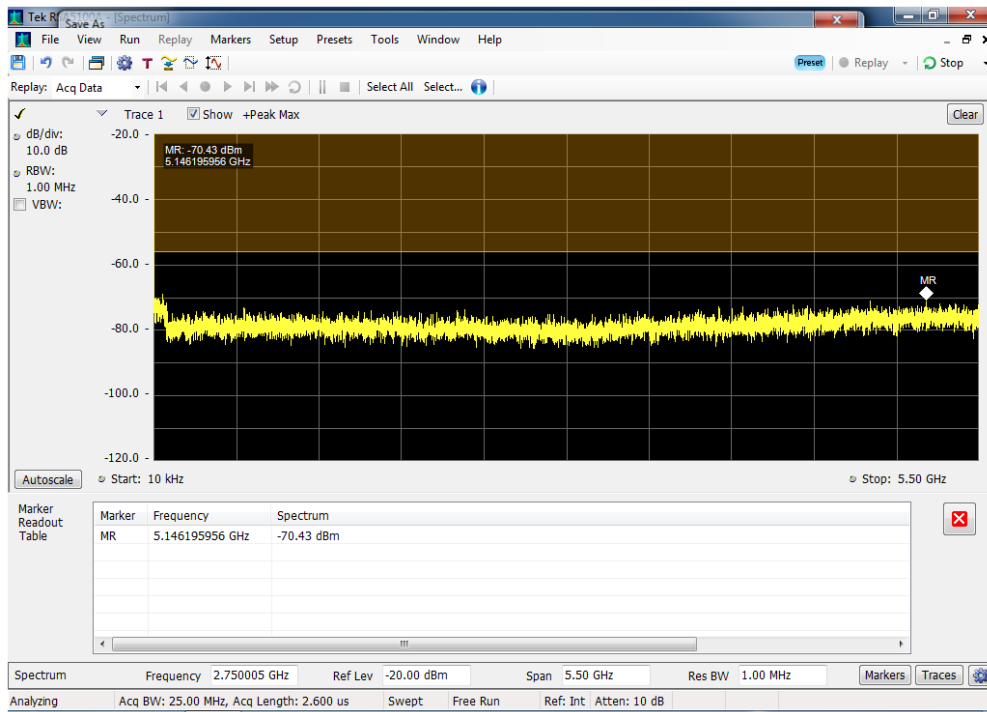 Tek RSA5100A - [Spectrum]
Save As
File View Run Replay Markers Setup Presets Tools Window Help
Preset Replay Stop
Replay: Acq Data Select All Select...
Trace 1 Show +Peak Max Clear
dB/div:
10.0 dB
RBW:
1.00 MHz
VBW:
-20.0
MR: -70.43 dBm
5.146195956 GHz
-40.0
-60.0
MR
-80.0
-100.0
-120.0
Autoscale Start: 10 kHz Stop: 5.50 GHz
Marker
Readout
Table
Marker Frequency Spectrum
MR 5.146195956 GHz -70.43 dBm
Spectrum Frequency 2.750005 GHz Ref Lev -20.00 dBm Span 5.50 GHz Res BW 1.00 MHz Markers Traces
Analyzing Acq BW: 25.00 MHz, Acq Length: 2.600 us Swept Free Run Ref: Int Atten: 10 dB